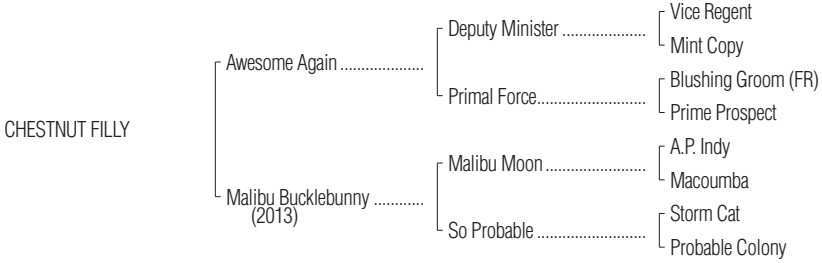 Vice Regent
Deputy Minister ....................
Mint Copy
Awesome Again ....................
Blushing Groom (FR)
Primal Force..........................
Prime Prospect
CHESTNUT FILLY
A.P. Indy
Malibu Moon ........................
Macoumba
Malibu Bucklebunny ............
(2013)
Storm Cat
So Probable ..........................
Probable Colony